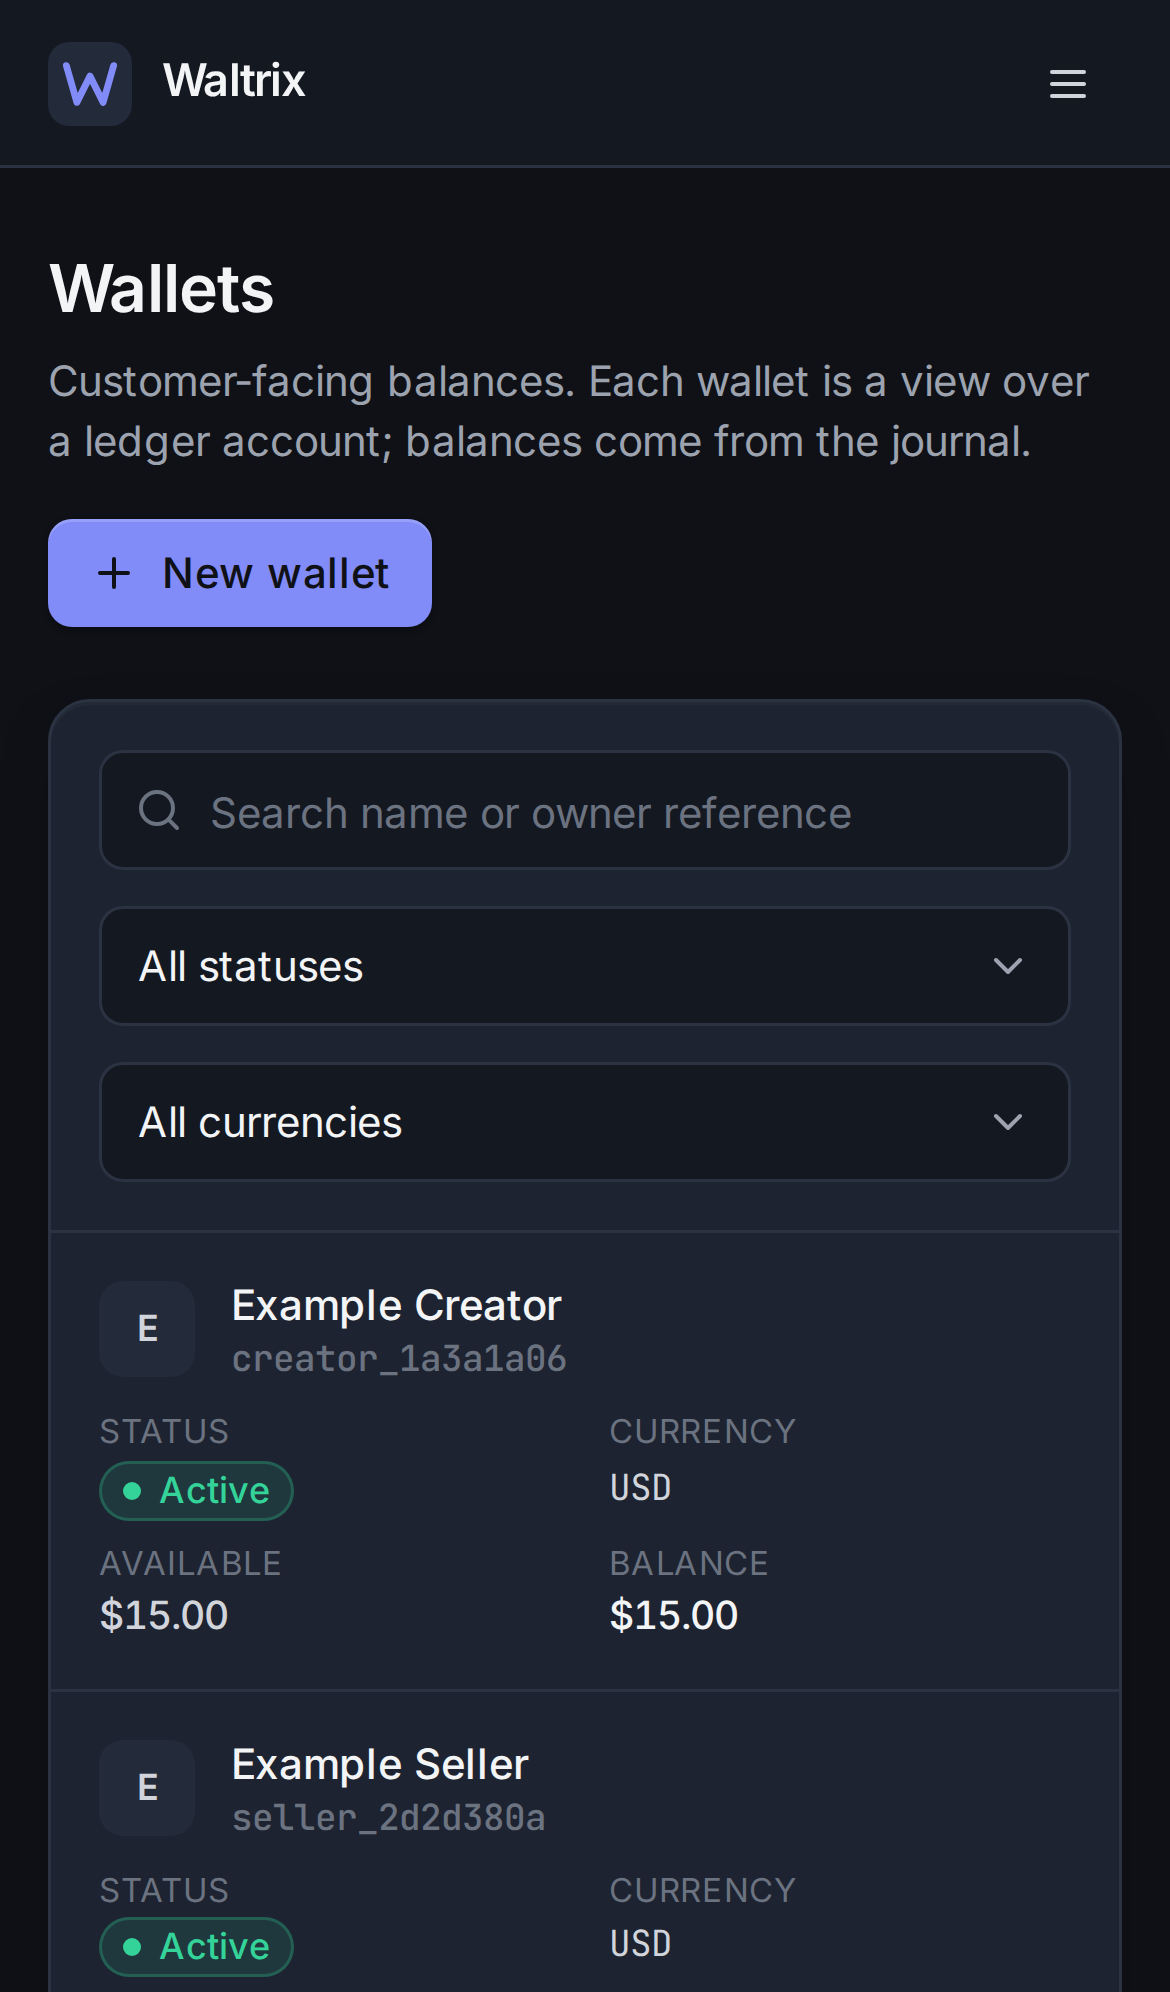 W Waltrix
Wallets
Customer-facing balances. Each wallet is a view over
a ledger account; balances come from the journal.
+ New wallet
Search name or owner reference
All statuses
All currencies
E Example Creator
creator_1a3a1a06
STATUS CURRENCY
Active USD
AVAILABLE BALANCE
$15.00 $15.00
E Example Seller
seller_2d2d380a
STATUS CURRENCY
Active USD